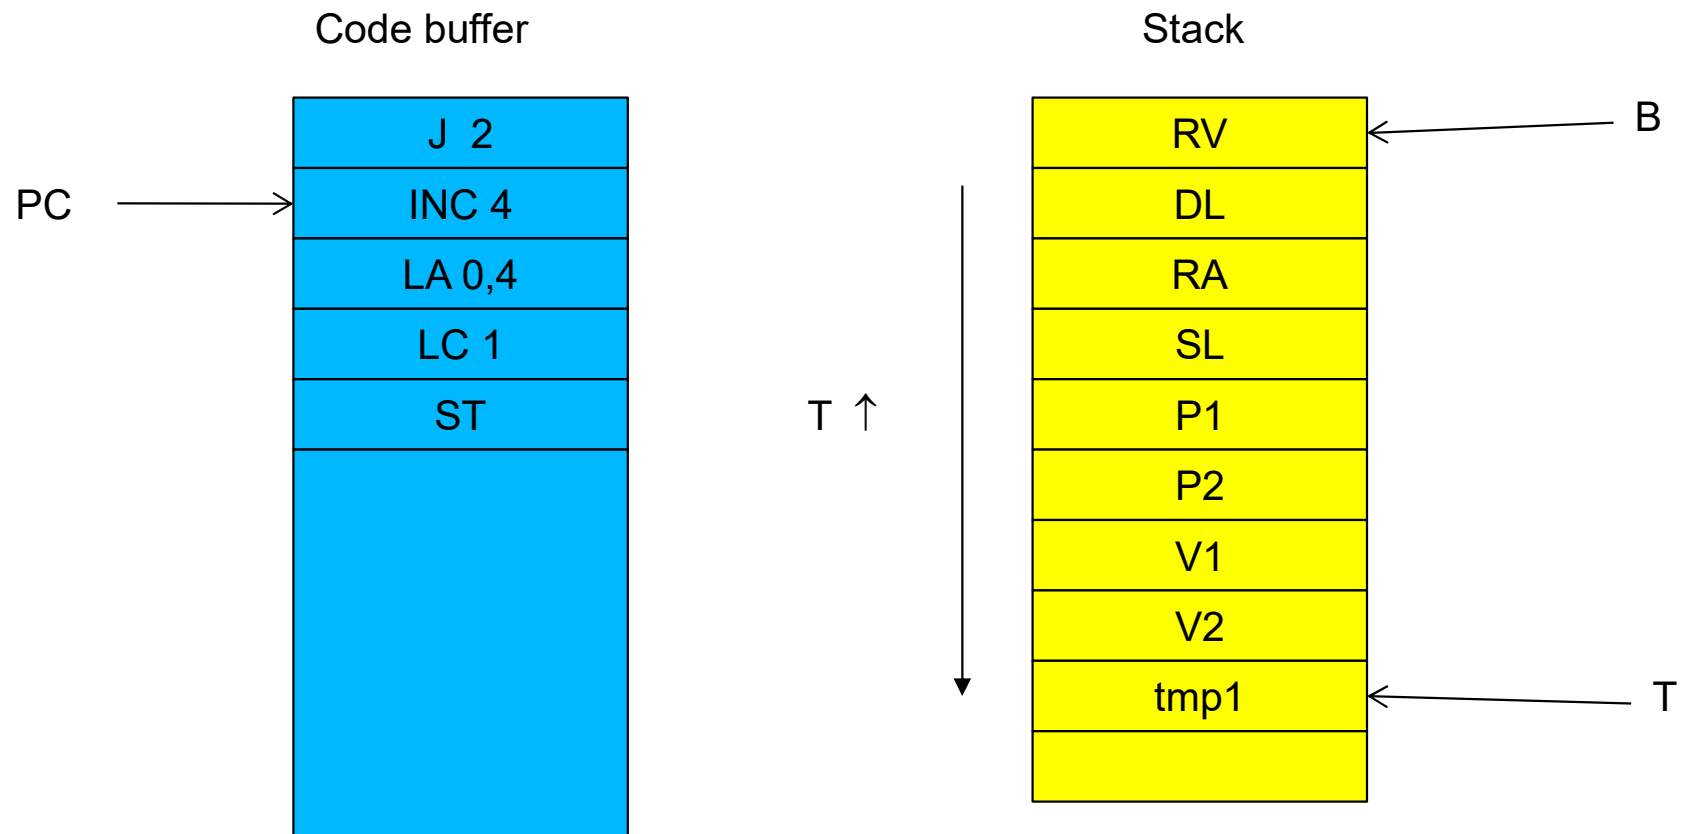 Code buffer
Stack
J 2
INC 4
LA 0,4
LC 1
ST
PC
T ↑
RV
DL
RA
SL
P1
P2
V1
V2
tmp1
B
T